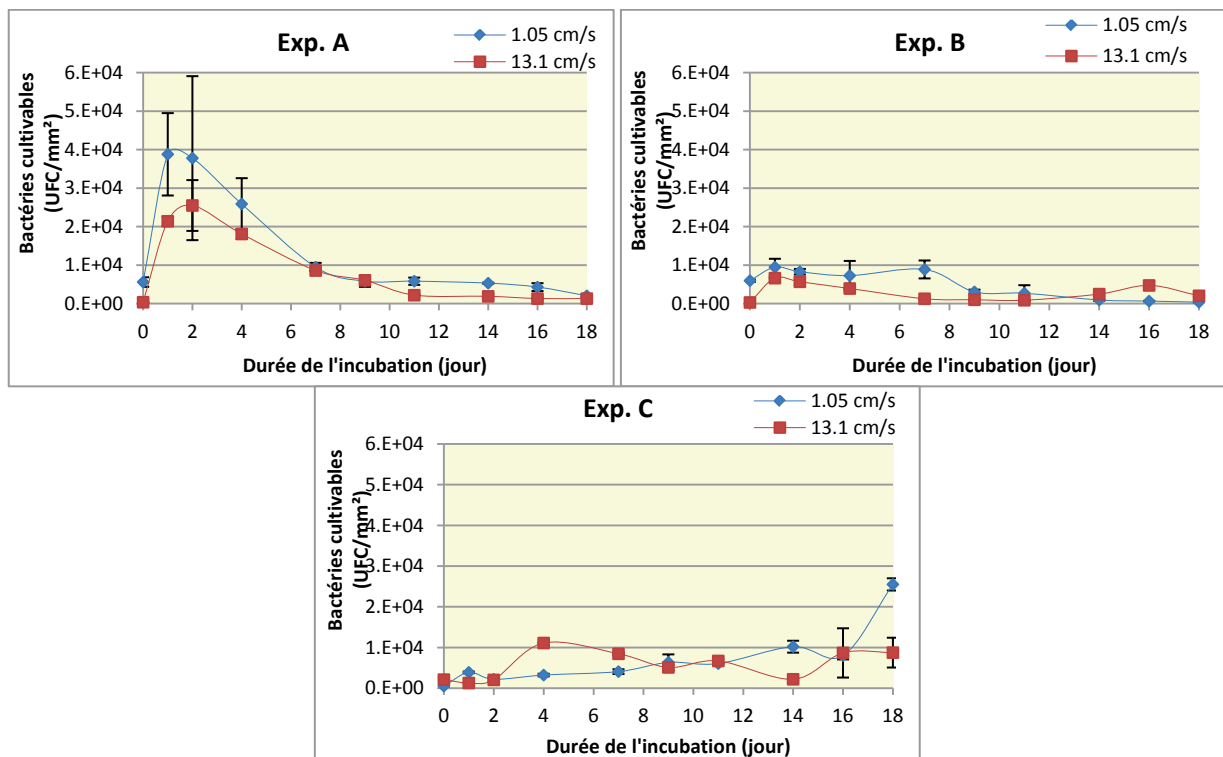 Exp. A
1.05 cm/s
13.1 cm/s
Bactéries cultivables
(UFC/mm²)
6.E+04
5.E+04
4.E+04
3.E+04
2.E+04
1.E+04
0.E+00
0 2 4 6 8 10 12 14 16 18
Durée de l'incubation (jour)
Exp. B
1.05 cm/s
13.1 cm/s
Bactéries cultivables
(UFC/mm²)
6.E+04
5.E+04
4.E+04
3.E+04
2.E+04
1.E+04
0.E+00
0 2 4 6 8 10 12 14 16 18
Durée de l'incubation (jour)
Exp. C
1.05 cm/s
13.1 cm/s
Bactéries cultivables
(UFC/mm²)
6.E+04
5.E+04
4.E+04
3.E+04
2.E+04
1.E+04
0.E+00
0 2 4 6 8 10 12 14 16 18
Durée de l'incubation (jour)